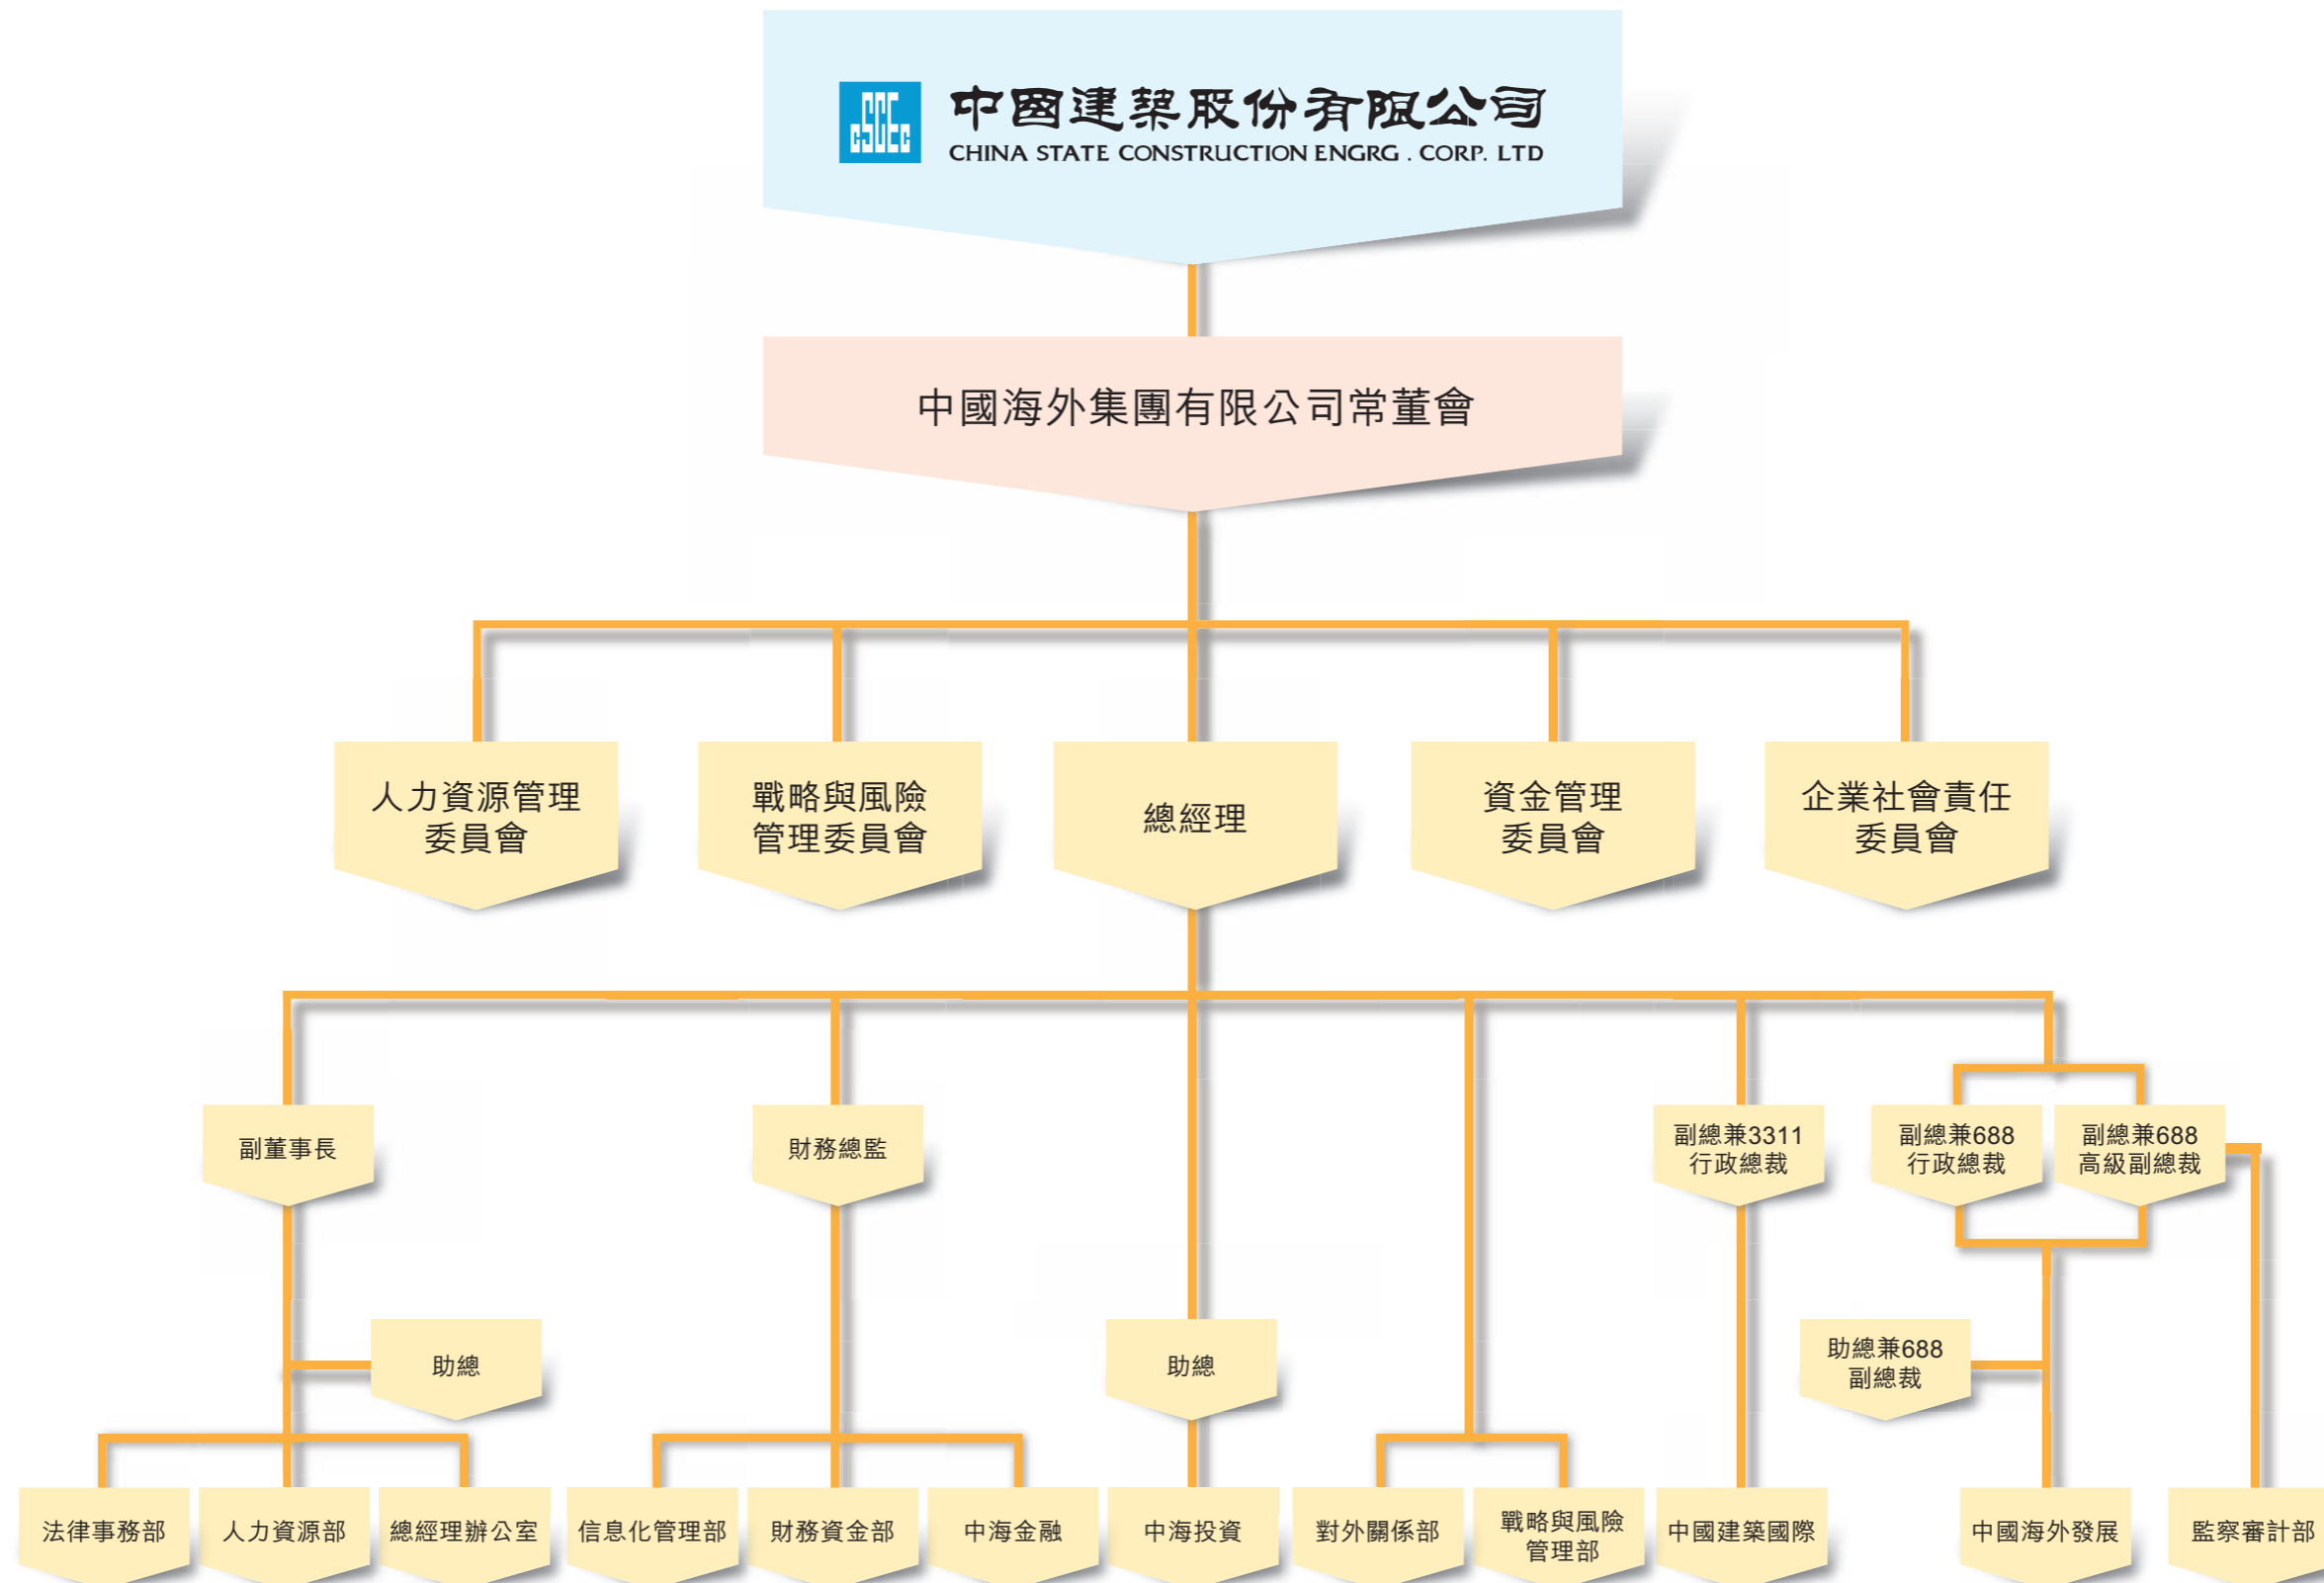 CSCEC
中國建築股份有限公司
CHINA STATE CONSTRUCTION ENGRG . CORP. LTD
中國海外集團有限公司常董會
人力資源管理
委員會
戰略與風險
管理委員會
總經理
資金管理
委員會
企業社會責任
委員會
副董事長
財務總監
副總兼3311
行政總裁
副總兼688
行政總裁
副總兼688
高級副總裁
助總
助總
助總兼688
副總裁
法律事務部
人力資源部
總經理辦公室
信息化管理部
財務資金部
中海金融
中海投資
對外關係部
戰略與風險
管理部
中國建築國際
中國海外發展
監察審計部